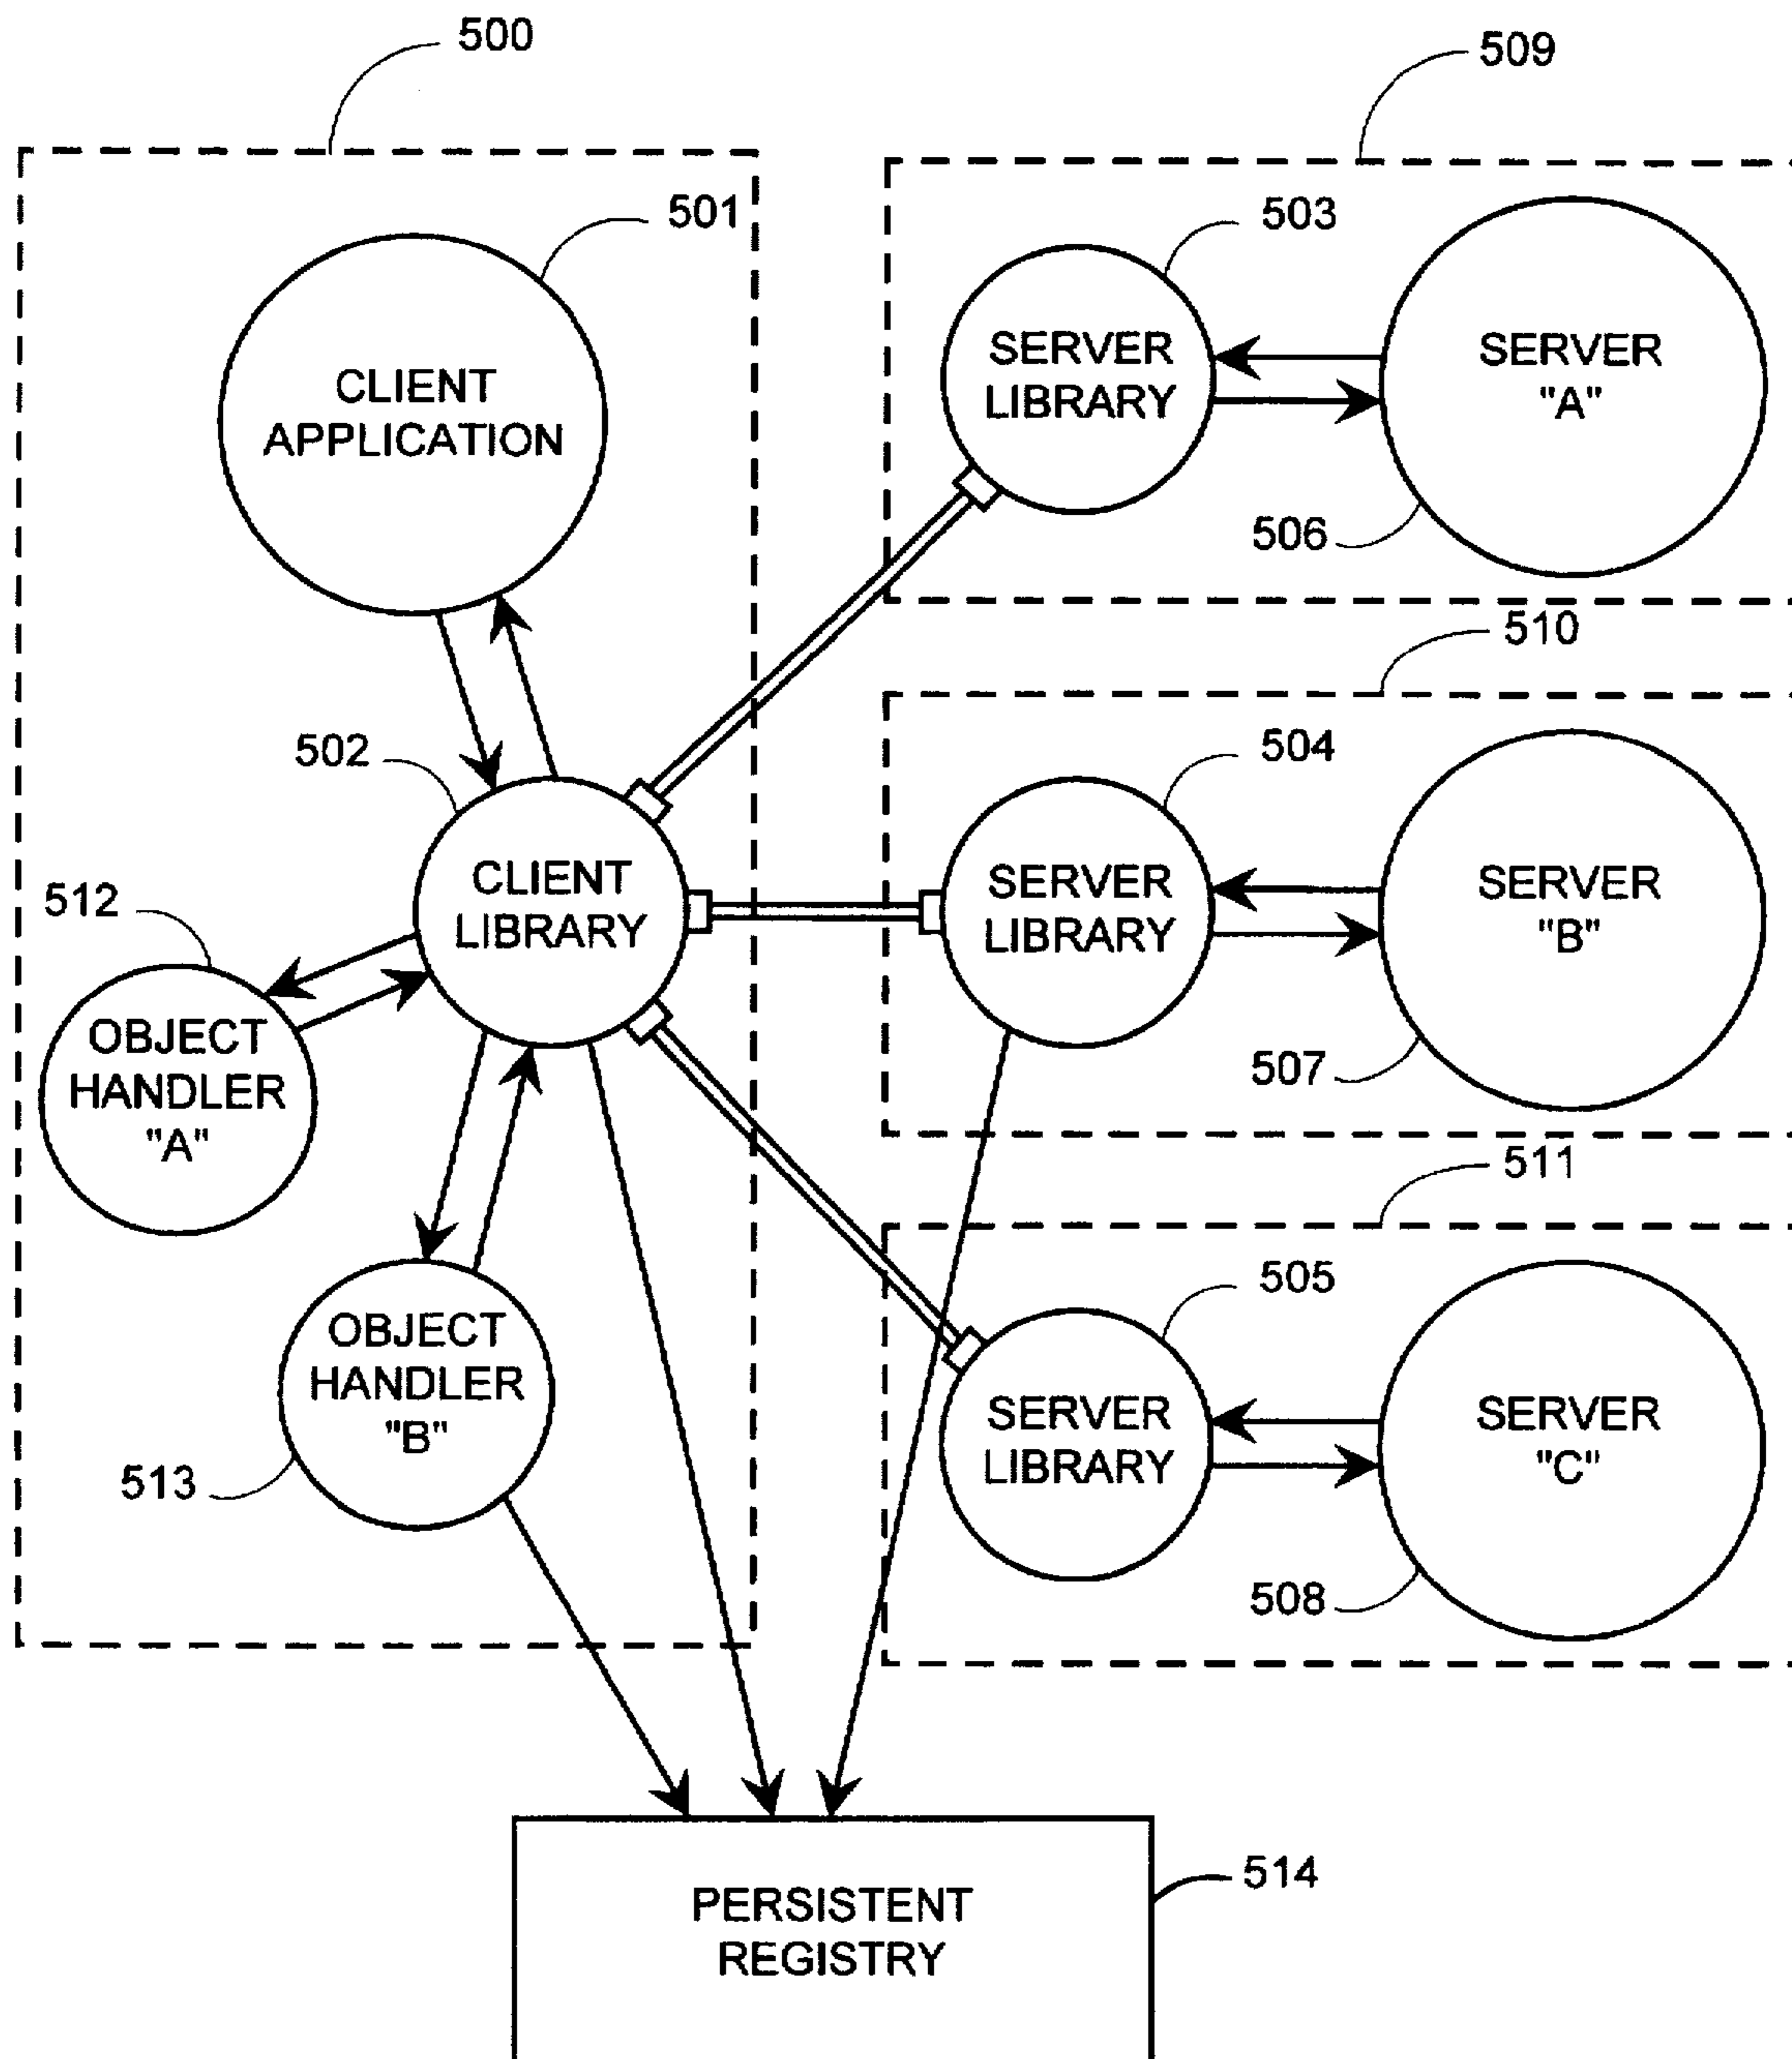 500
509
501
503
CLIENT
APPLICATION
SERVER
LIBRARY
SERVER
"A"
506
510
502
504
CLIENT
LIBRARY
SERVER
LIBRARY
SERVER
"B"
512
507
OBJECT
HANDLER
"A"
511
505
OBJECT
HANDLER
"B"
513
SERVER
LIBRARY
SERVER
"C"
508
514
PERSISTENT
REGISTRY